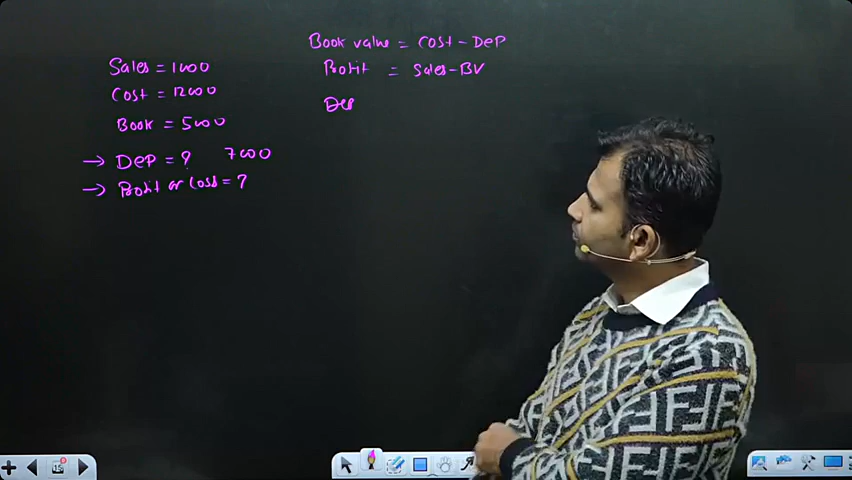 Sales = 1000
Cost = 12000
Book = 5000
→ DEP = ? 7000
→ Profit or Loss = ?
Book value = Cost - DEP
Profit = Sales - BV
Dep
15